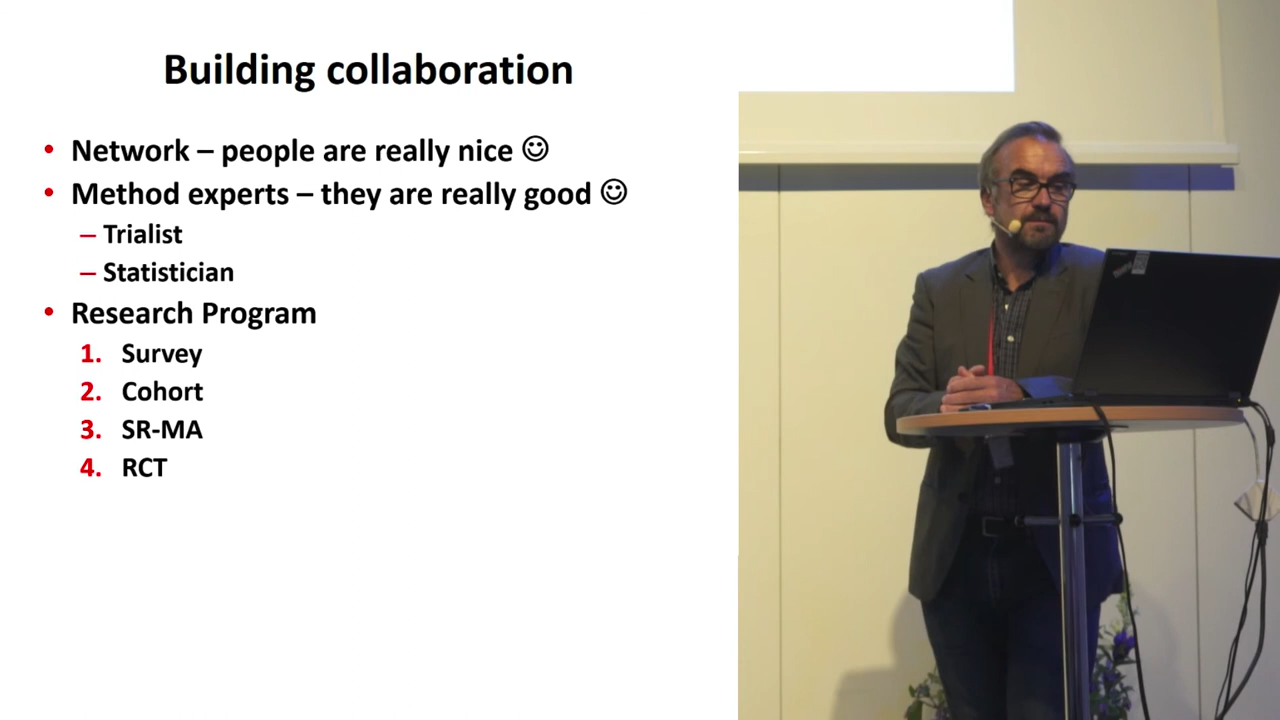 Building collaboration
• Network – people are really nice ☺
• Method experts – they are really good ☺
– Trialist
– Statistician
• Research Program
1. Survey
2. Cohort
3. SR-MA
4. RCT
ThinkPad